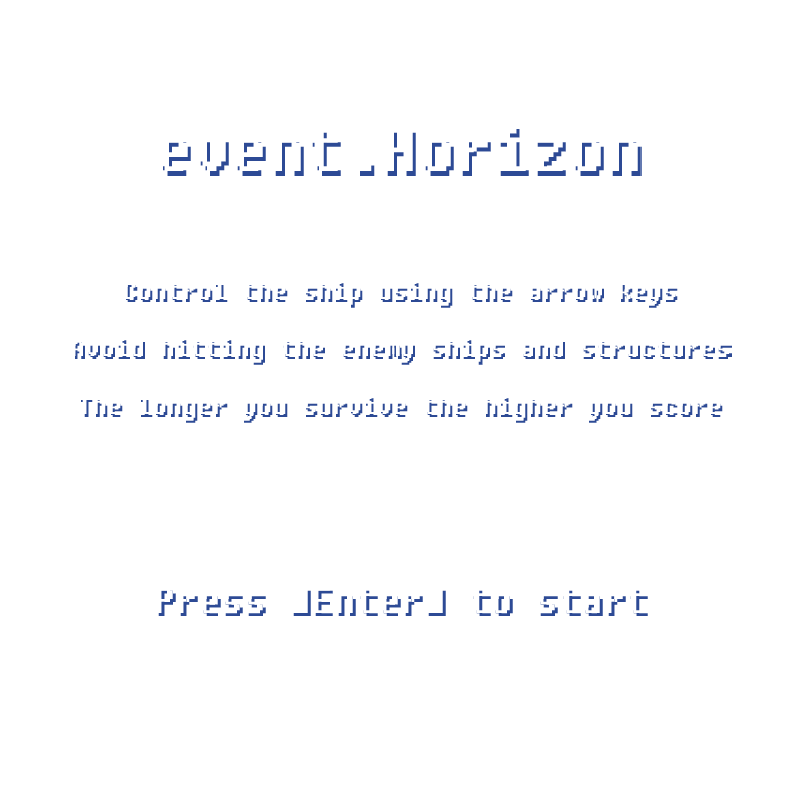 event.Horizon
Control the ship using the arrow keys
Avoid hitting the enemy ships and structures
The longer you survive the higher you score
Press [Enter] to start